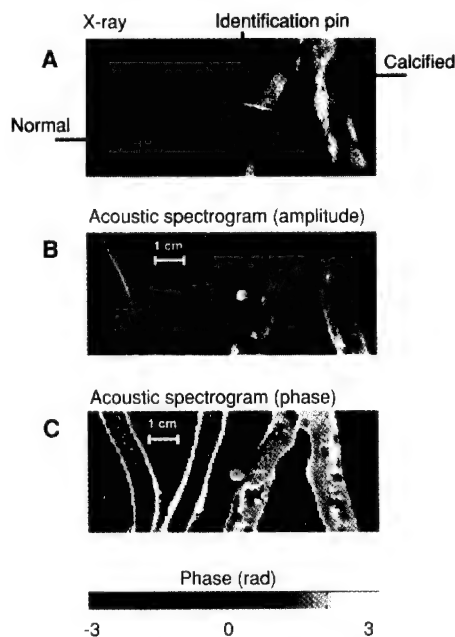 X-ray
Identification pin
A
Calcified
Normal
Acoustic spectrogram (amplitude)
B
1 cm
Acoustic spectrogram (phase)
C
1 cm
Phase (rad)
-3 0 3